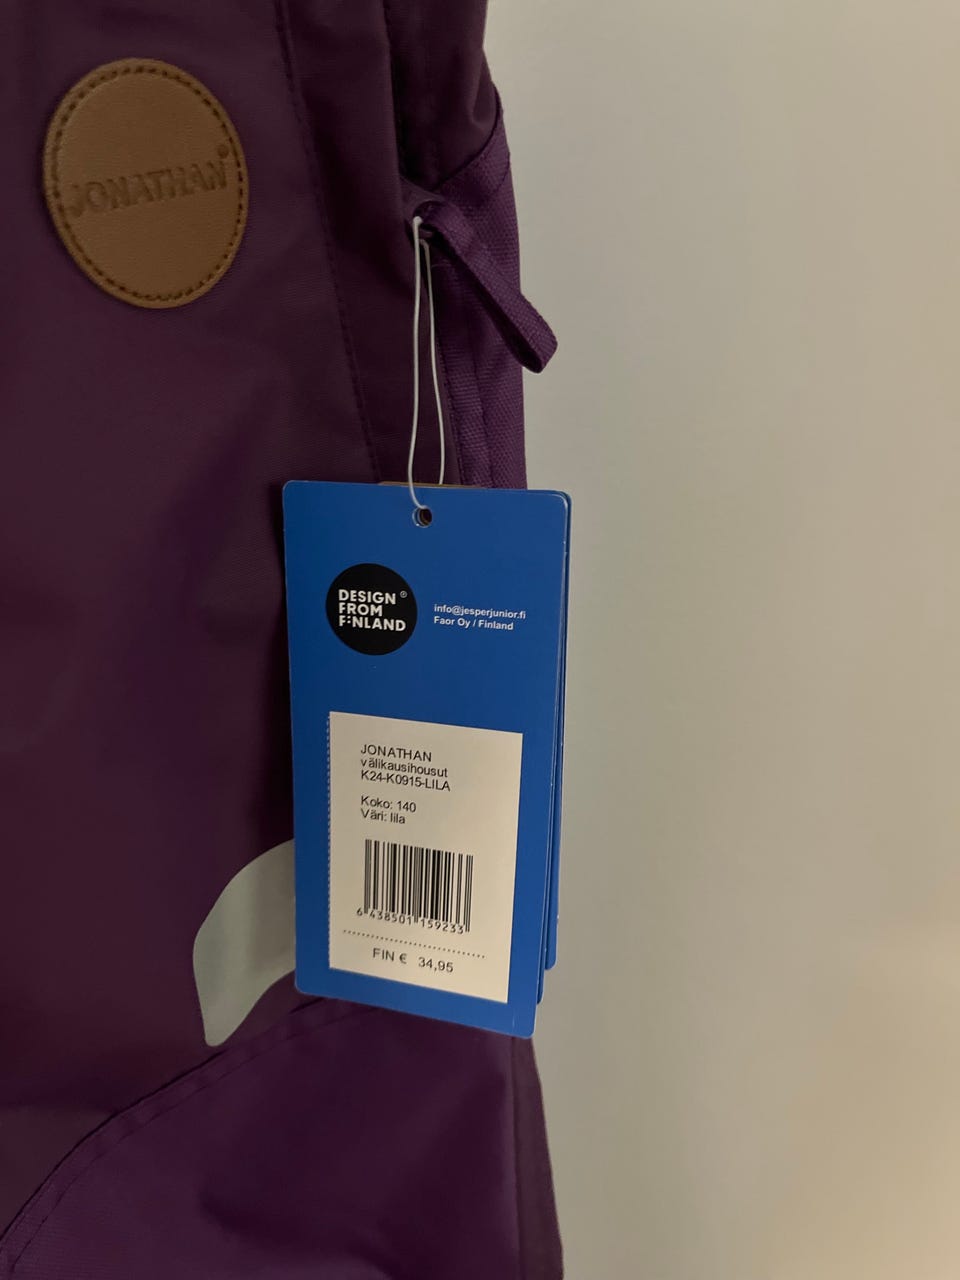 JONATHAN®
DESIGN ®
FROM
FINLAND
info@jesperjunior.fi
Faor Oy / Finland
JONATHAN
välikausihousut
K24-K0915-LILA
Koko: 140
Väri: lila
6 438501 159233
FIN € 34,95